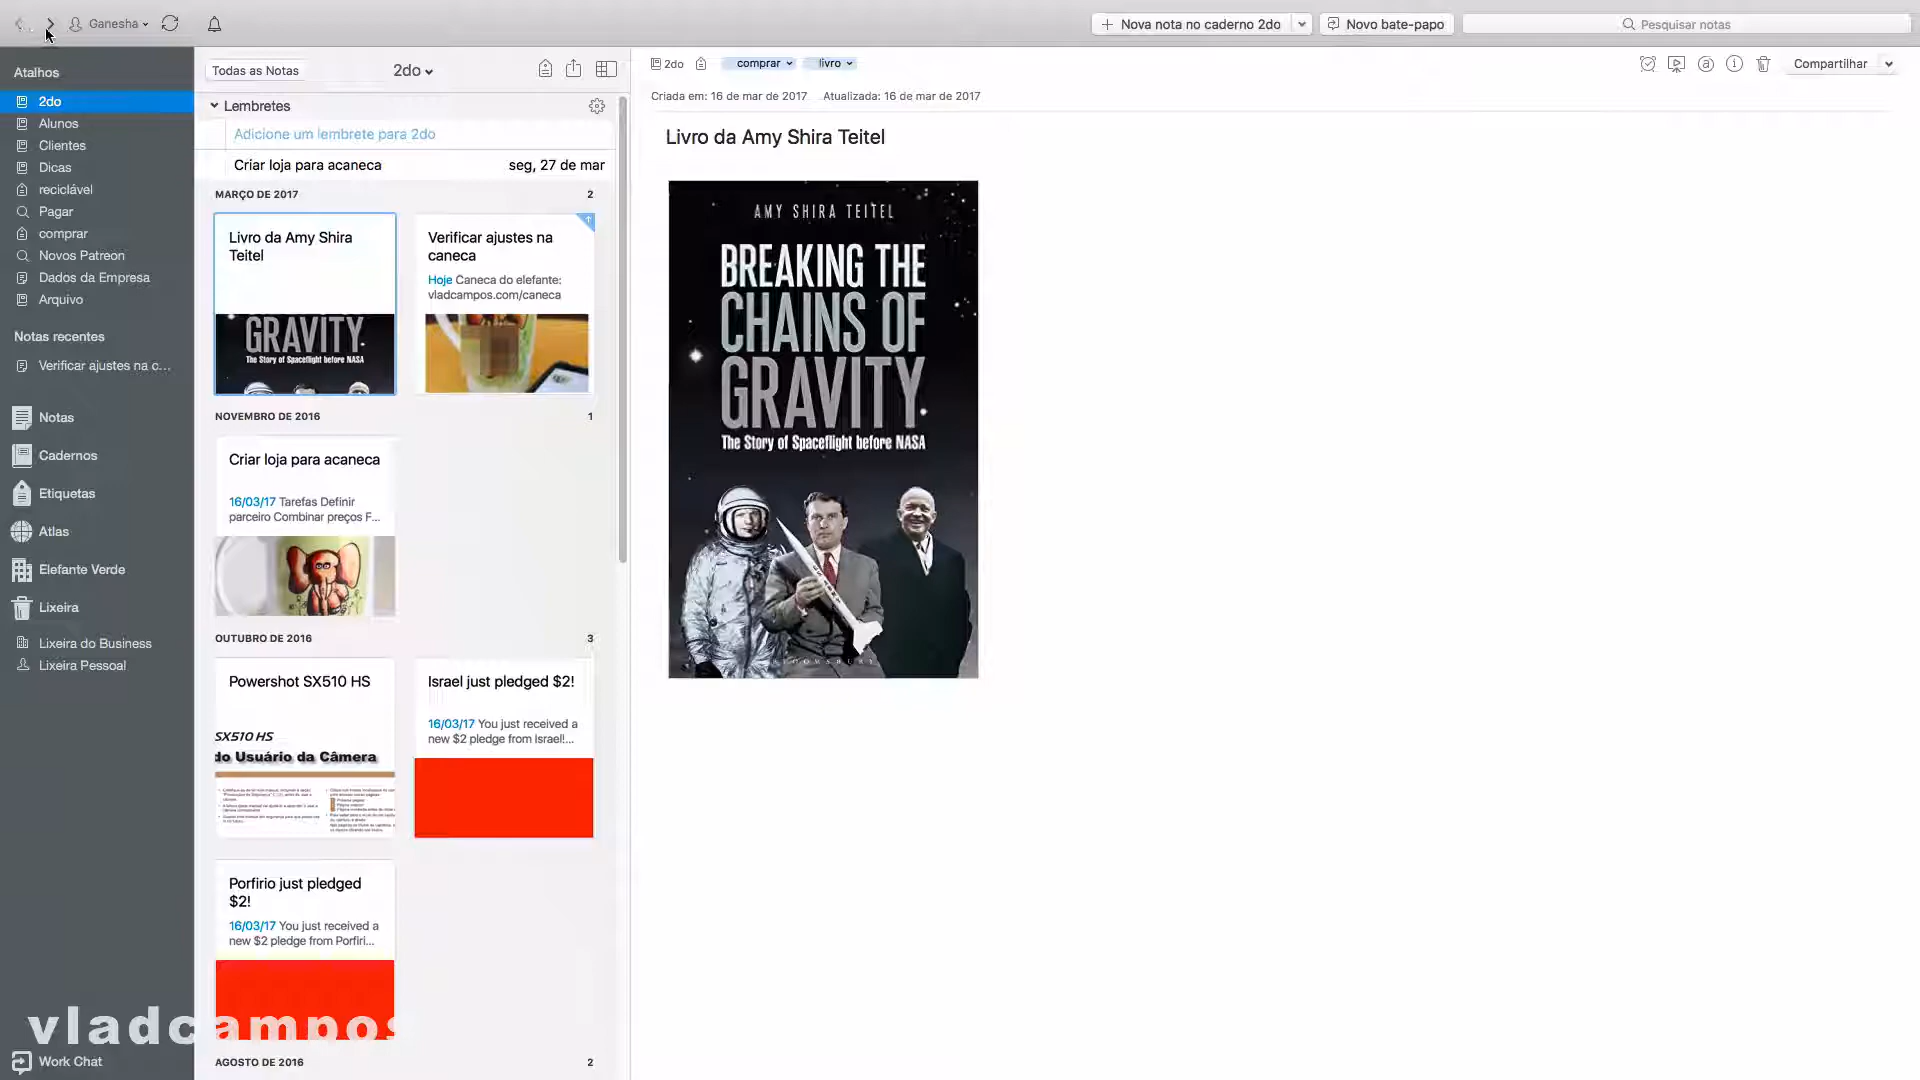 Ganesha
Nova nota no caderno 2do
Novo bate-papo
Pesquisar notas
Atalhos
2do
Alunos
Clientes
Dicas
reciclável
Pagar
comprar
Novos Patreon
Dados da Empresa
Arquivo
Notas recentes
Verificar ajustes na c...
Notas
Cadernos
Etiquetas
Atlas
Elefante Verde
Lixeira
Lixeira do Business
Lixeira Pessoal
vladcampos
Work Chat
Todas as Notas
2do
Lembretes
Adicione um lembrete para 2do
Criar loja para acaneca seg, 27 de mar
MARÇO DE 2017 2
Livro da Amy Shira
Teitel
GRAVITY
The Story of Spaceflight before NASA
Verificar ajustes na
caneca
Hoje Caneca do elefante:
vladcampos.com/caneca
NOVEMBRO DE 2016 1
Criar loja para acaneca
16/03/17 Tarefas Definir
parceiro Combinar preços F...
OUTUBRO DE 2016 3
Powershot SX510 HS
SX510 HS
do Usuário da Câmera
Israel just pledged $2!
16/03/17 You just received a
new $2 pledge from Israel!...
Porfirio just pledged
$2!
16/03/17 You just received a
new $2 pledge from Porfiri...
AGOSTO DE 2016 2
2do comprar livro
Compartilhar
Criada em: 16 de mar de 2017 Atualizada: 16 de mar de 2017
Livro da Amy Shira Teitel
AMY SHIRA TEITEL
BREAKING THE
CHAINS OF
GRAVITY
The Story of Spaceflight before NASA
BLOOMSBURY